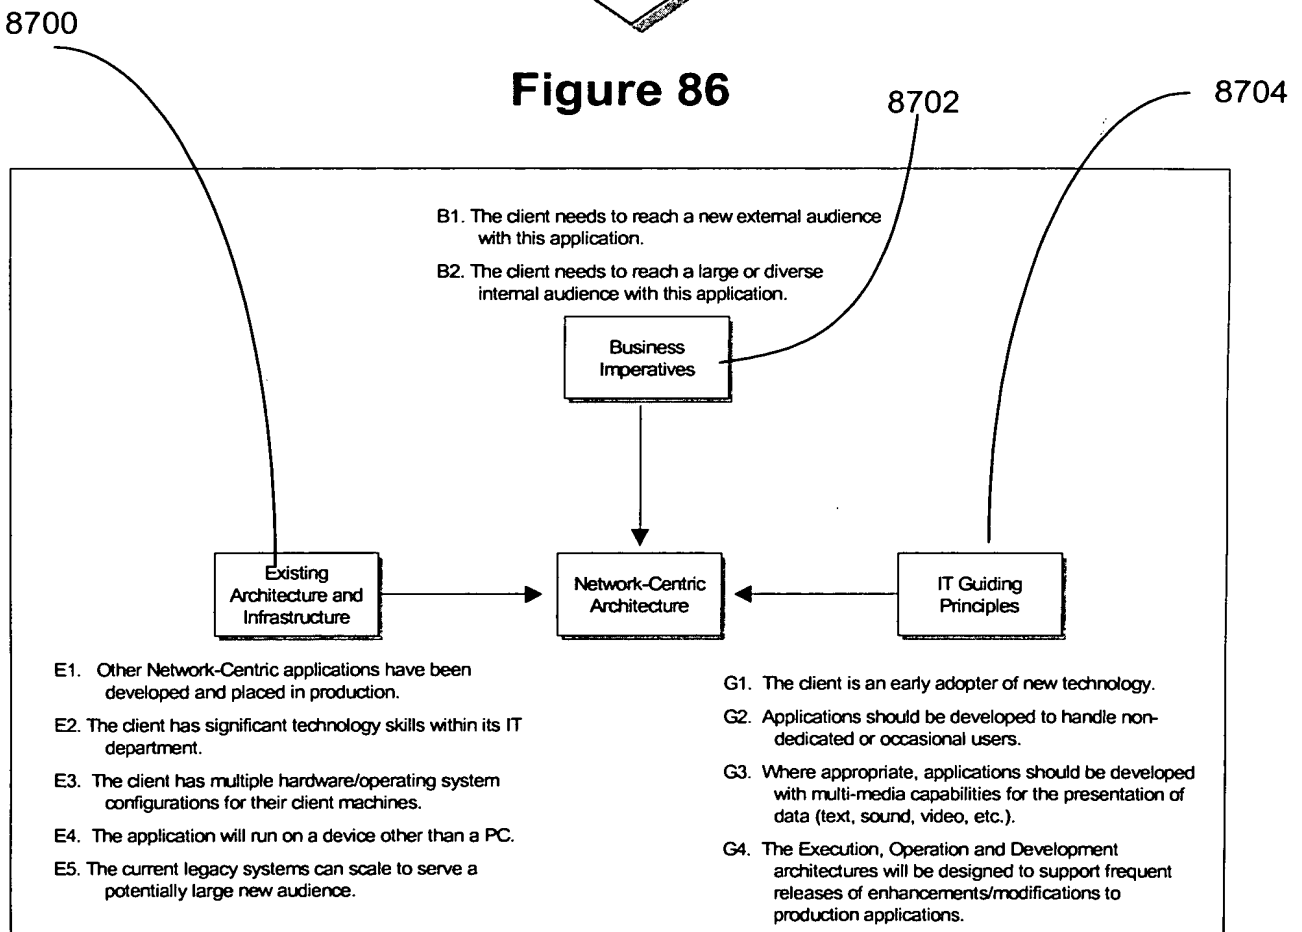 8700
Figure 86
8702
8704
B1. The client needs to reach a new external audience
with this application.
B2. The client needs to reach a large or diverse
internal audience with this application.
Business
Imperatives
Existing
Architecture and
Infrastructure
Network-Centric
Architecture
IT Guiding
Principles
E1. Other Network-Centric applications have been
developed and placed in production.
E2. The client has significant technology skills within its IT
department.
E3. The client has multiple hardware/operating system
configurations for their client machines.
E4. The application will run on a device other than a PC.
E5. The current legacy systems can scale to serve a
potentially large new audience.
G1. The client is an early adopter of new technology.
G2. Applications should be developed to handle non-
dedicated or occasional users.
G3. Where appropriate, applications should be developed
with multi-media capabilities for the presentation of
data (text, sound, video, etc.).
G4. The Execution, Operation and Development
architectures will be designed to support frequent
releases of enhancements/modifications to
production applications.